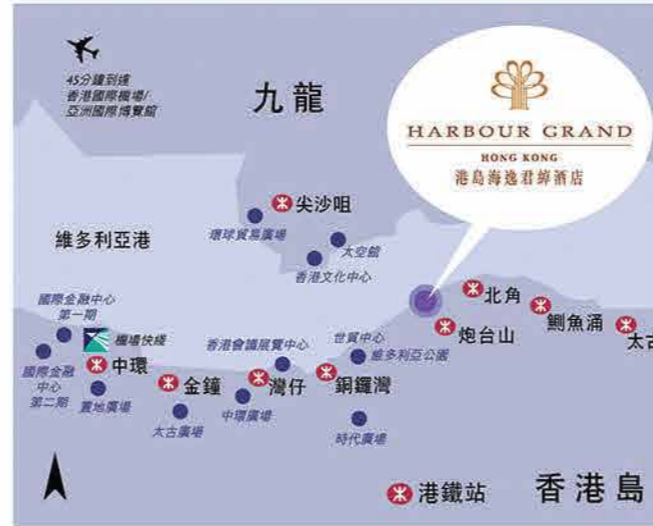 45分鐘到達
香港國際機場/
亞洲國際博覽館
九龍
HARBOUR GRAND
HONG KONG
港島海逸君綽酒店
尖沙咀
環球貿易廣場
太空館
香港文化中心
維多利亞港
北角
鰂魚涌
太古
炮台山
國際金融中心
第一期
機場快綫
中環
國際金融
中心
第二期
置地廣場
金鐘
太古廣場
香港會議展覽中心
灣仔
中環廣場
世貿中心
維多利亞公園
銅鑼灣
時代廣場
港鐵站
香港島